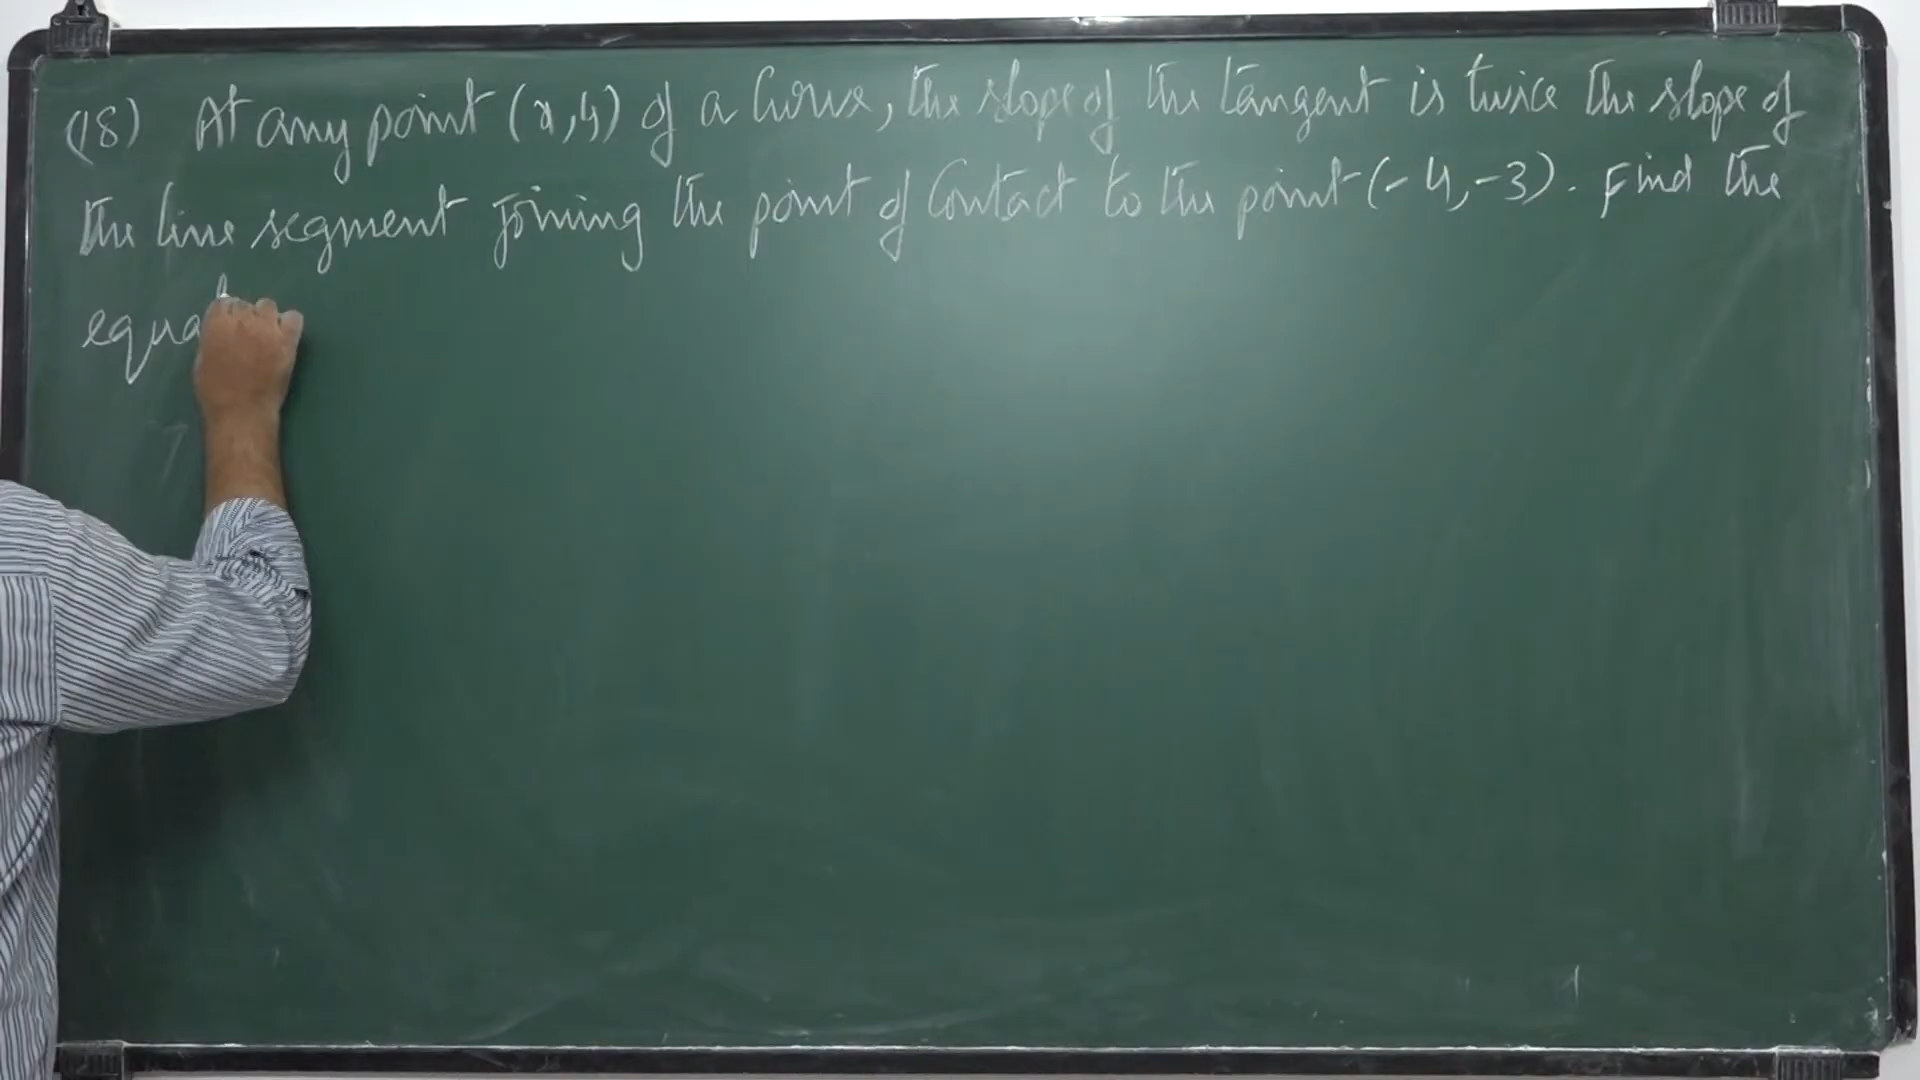 (18) At any point (x,y) of a Curve, the slope of the tangent is twice the slope of
the line segment joining the point of Contact to the point (-4,-3). Find the
equat